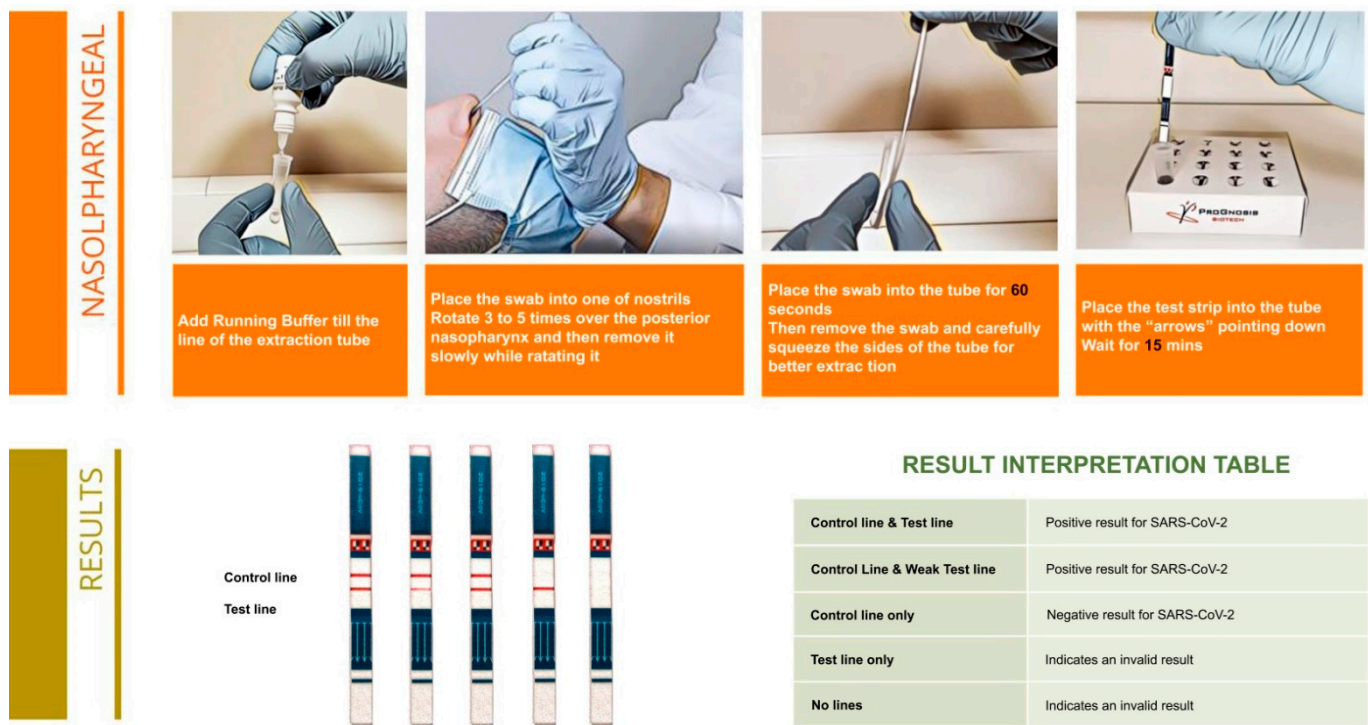 NASOLPHARYNGEAL
Add Running Buffer till the
line of the extraction tube
Place the swab into one of nostrils
Rotate 3 to 5 times over the posterior
nasopharynx and then remove it
slowly while ratating it
Place the swab into the tube for 60
seconds
Then remove the swab and carefully
squeeze the sides of the tube for
better extrac tion
PROGNOSIS
BIOTECH
Place the test strip into the tube
with the “arrows” pointing down
Wait for 15 mins
RESULTS
Control line
Test line
RESULT INTERPRETATION TABLE
Control line & Test line Positive result for SARS-CoV-2
Control Line & Weak Test line Positive result for SARS-CoV-2
Control line only Negative result for SARS-CoV-2
Test line only Indicates an invalid result
No lines Indicates an invalid result